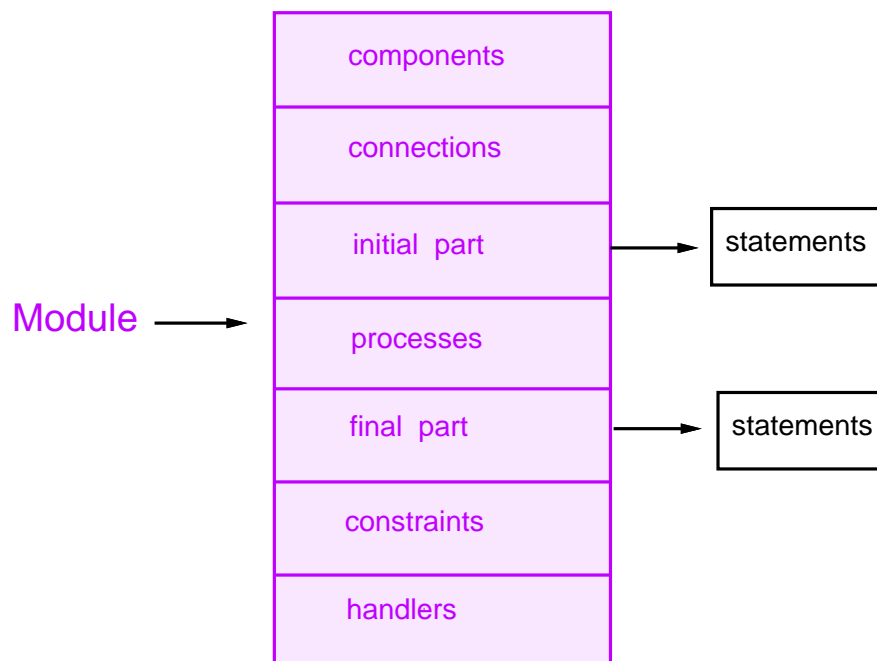 components
connections
initial part
statements
Module
processes
final part
statements
constraints
handlers